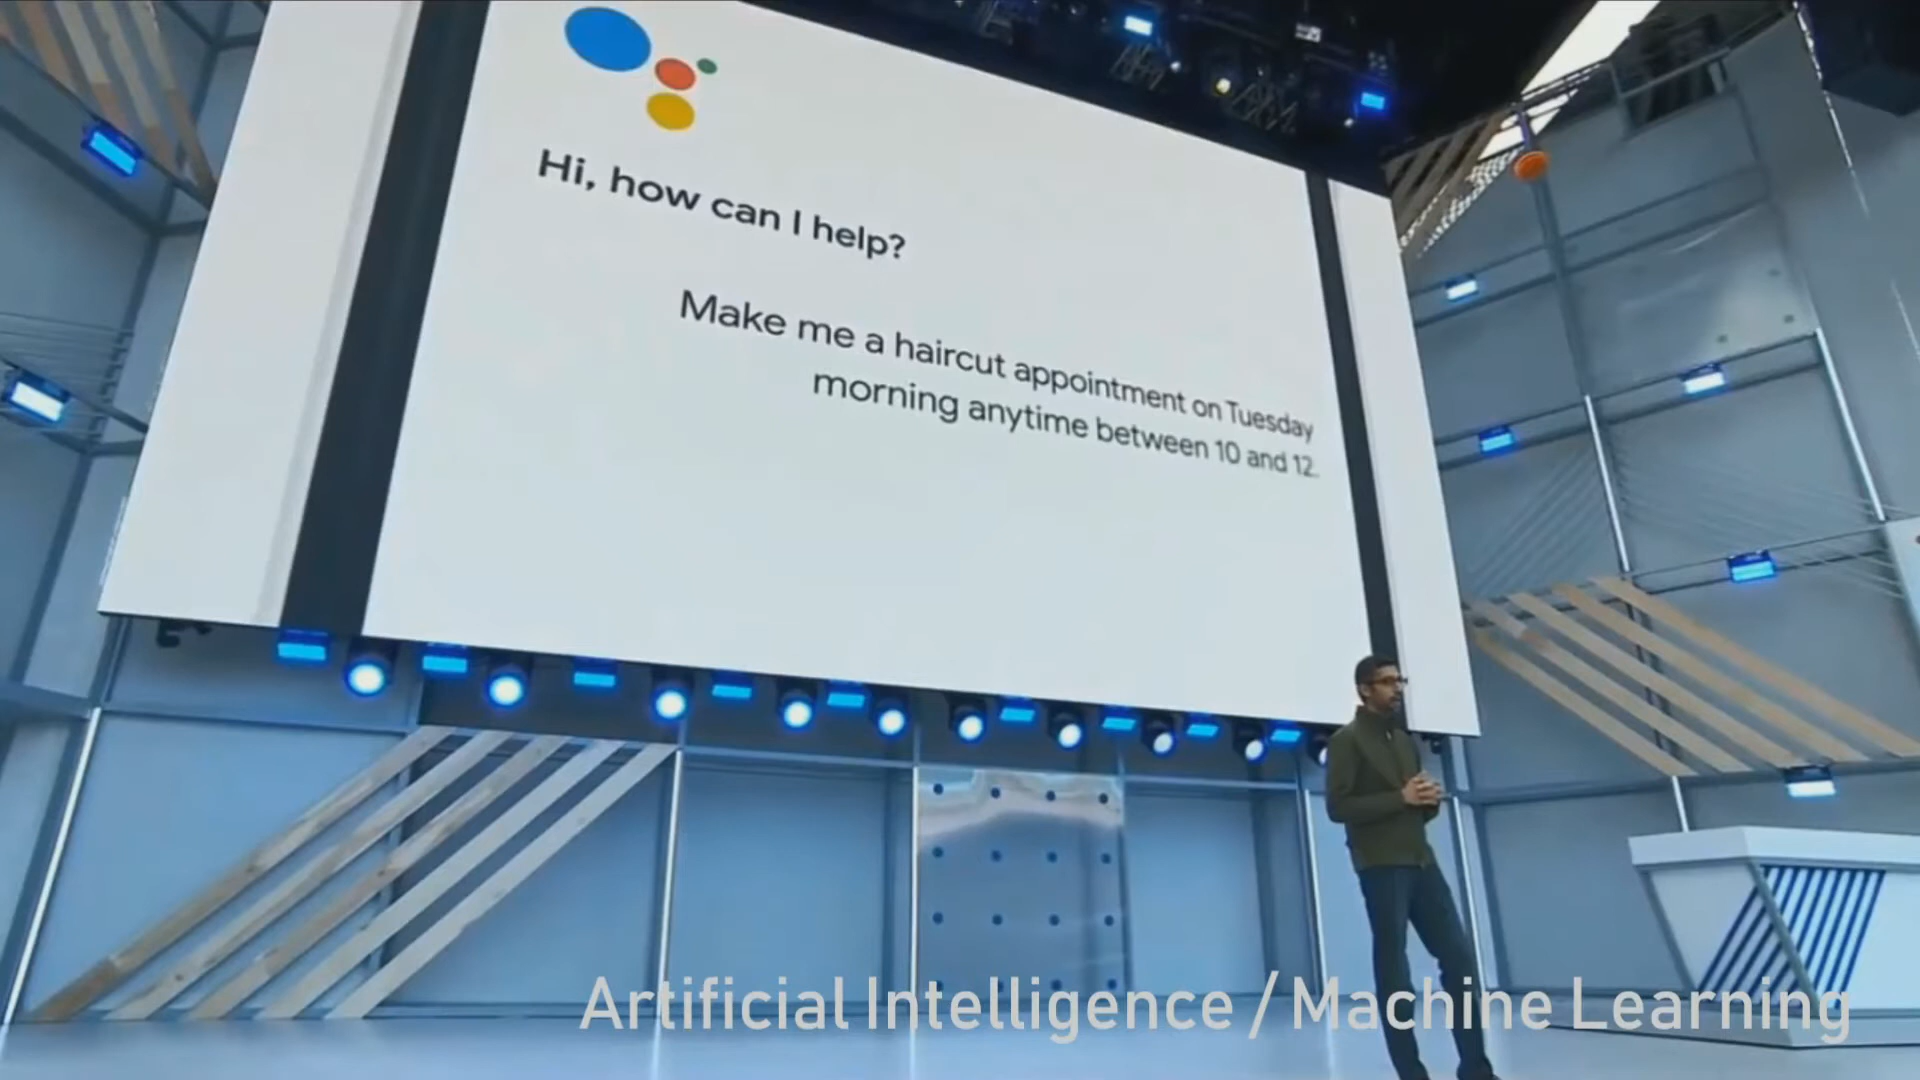 Hi, how can I help?
Make me a haircut appointment on Tuesday
morning anytime between 10 and 12.
Artificial Intelligence / Machine Learning